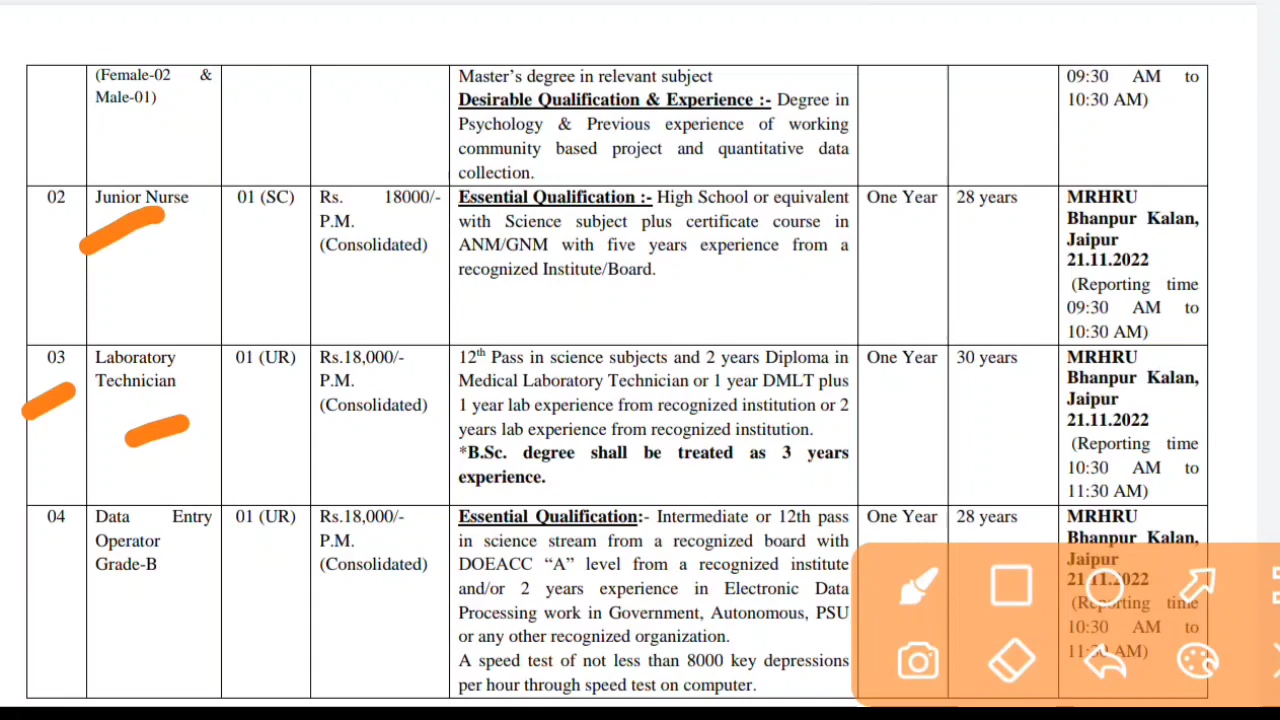 (Female-02 &
Male-01)
Master's degree in relevant subject
Desirable Qualification & Experience :- Degree in
Psychology & Previous experience of working
community based project and quantitative data
collection.
09:30 AM to
10:30 AM)
02
Junior Nurse
01 (SC)
Rs. 18000/-
P.M.
(Consolidated)
Essential Qualification :- High School or equivalent
with Science subject plus certificate course in
ANM/GNM with five years experience from a
recognized Institute/Board.
One Year
28 years
MRHRU
Bhanpur Kalan,
Jaipur
21.11.2022
(Reporting time
09:30 AM to
10:30 AM)
03
Laboratory
Technician
01 (UR)
Rs.18,000/-
P.M.
(Consolidated)
12th Pass in science subjects and 2 years Diploma in
Medical Laboratory Technician or 1 year DMLT plus
1 year lab experience from recognized institution or 2
years lab experience from recognized institution.
*B.Sc. degree shall be treated as 3 years
experience.
One Year
30 years
MRHRU
Bhanpur Kalan,
Jaipur
21.11.2022
(Reporting time
10:30 AM to
11:30 AM)
04
Data Entry
Operator
Grade-B
01 (UR)
Rs.18,000/-
P.M.
(Consolidated)
Essential Qualification:- Intermediate or 12th pass
in science stream from a recognized board with
DOEACC "A" level from a recognized institute
and/or 2 years experience in Electronic Data
Processing work in Government, Autonomous, PSU
or any other recognized organization.
A speed test of not less than 8000 key depressions
per hour through speed test on computer.
One Year
28 years
MRHRU
Bhanpur Kalan,
Jaipur
21.11.2022
(Reporting time
10:30 AM to
11:30 AM)